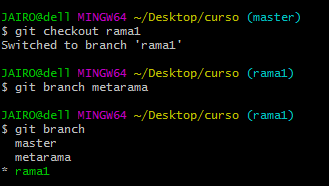 JAIRO@dell MINGW64 ~/Desktop/curso (master)
$ git checkout rama1
Switched to branch 'rama1'
JAIRO@dell MINGW64 ~/Desktop/curso (rama1)
$ git branch metarama
JAIRO@dell MINGW64 ~/Desktop/curso (rama1)
$ git branch
  master
  metarama
* rama1